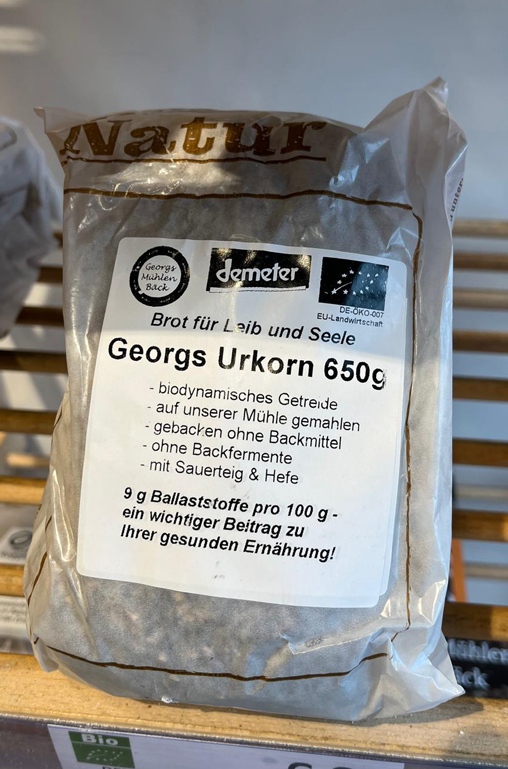 Natur
Georgs
Mühlen
Bäck
demeter
DE-ÖKO-007
EU-Landwirtschaft
Brot für Leib und Seele
Georgs Urkorn 650g
- biodynamisches Getreide
- auf unserer Mühle gemahlen
- gebacken ohne Backmittel
- ohne Backfermente
- mit Sauerteig & Hefe
9 g Ballaststoffe pro 100 g -
ein wichtiger Beitrag zu
Ihrer gesunden Ernährung!
Bio